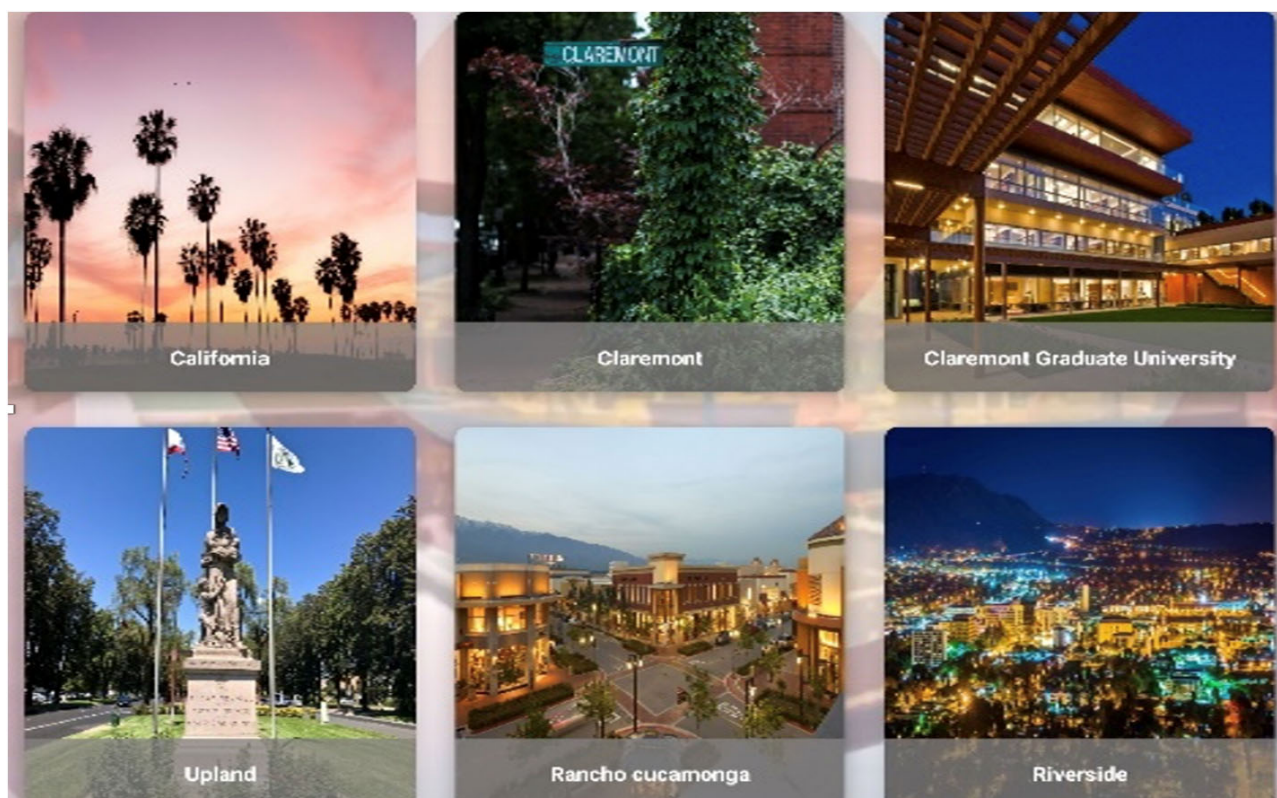 CLAREMONT
California
Claremont
Claremont Graduate University
Upland
Rancho cucamonga
Riverside